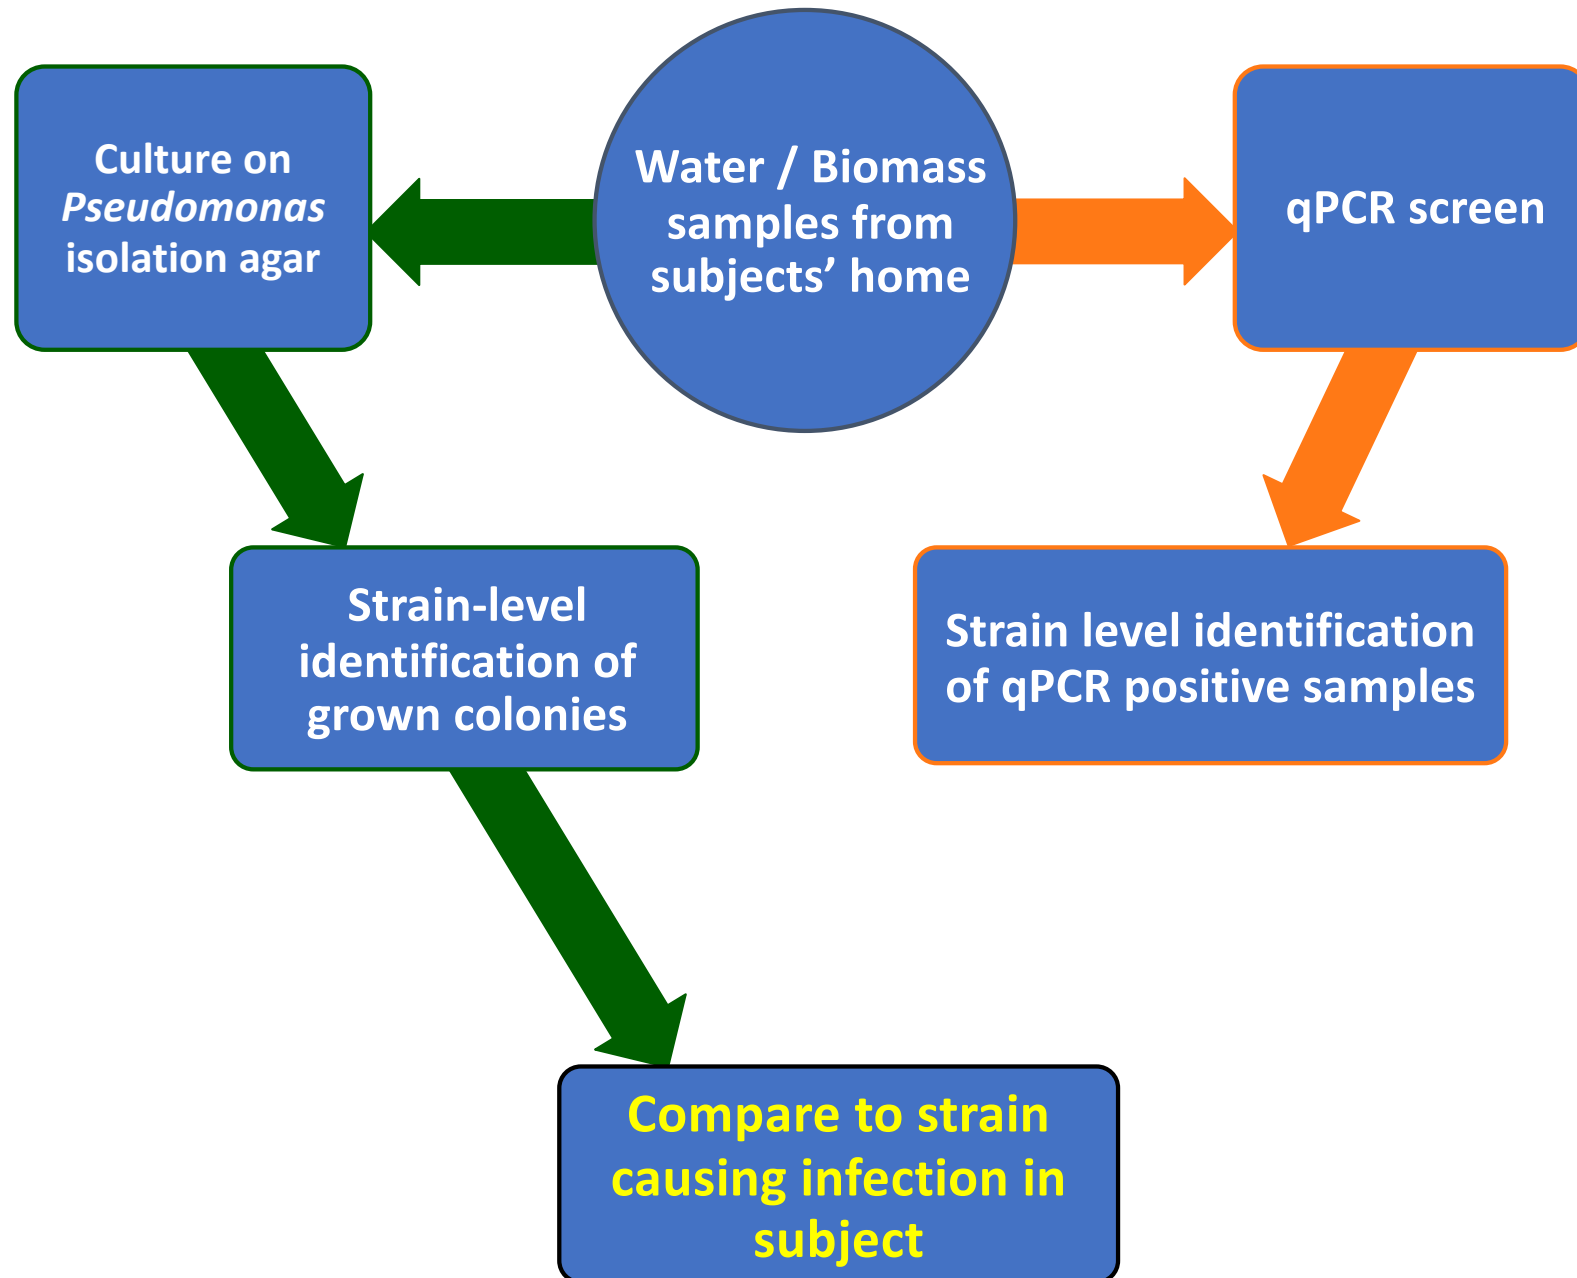 Culture on
Pseudomonas
isolation agar
Water / Biomass
samples from
subjects’ home
qPCR screen
Strain-level
identification of
grown colonies
Strain level identification
of qPCR positive samples
Compare to strain
causing infection in
subject